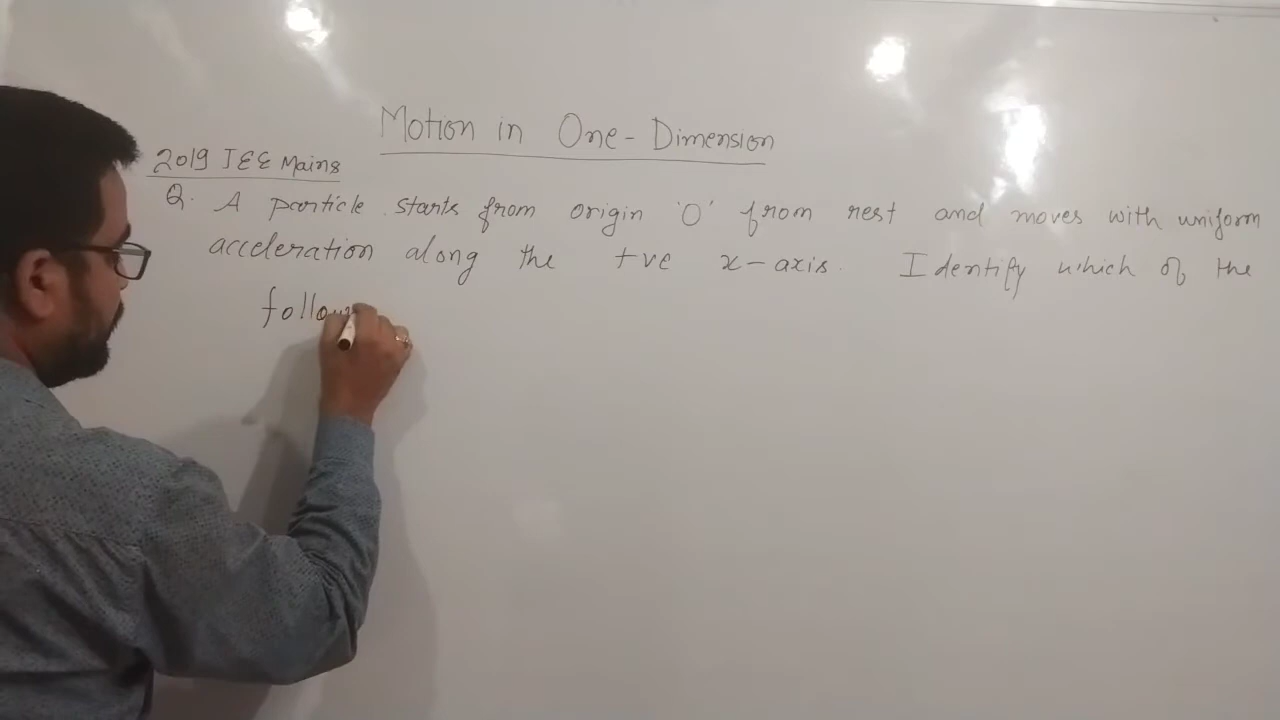 Motion in One-Dimension
2019 JEE Mains
Q. A particle starts from origin 'O' from rest and moves with uniform
acceleration along the +ve x-axis. Identify which of the
follow